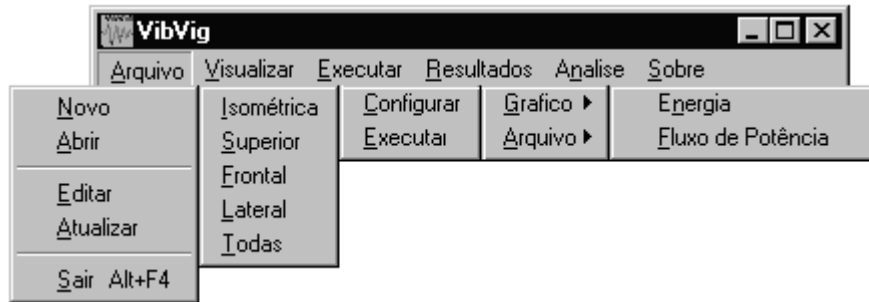 VibVig
Arquivo Visualizar Executar Resultados Analise Sobre
Novo
Abrir
Editar
Atualizar
Sair Alt+F4
Isométrica
Superior
Frontal
Lateral
Todas
Configurar
Executar
Grafico
Arquivo
Energia
Fluxo de Potência